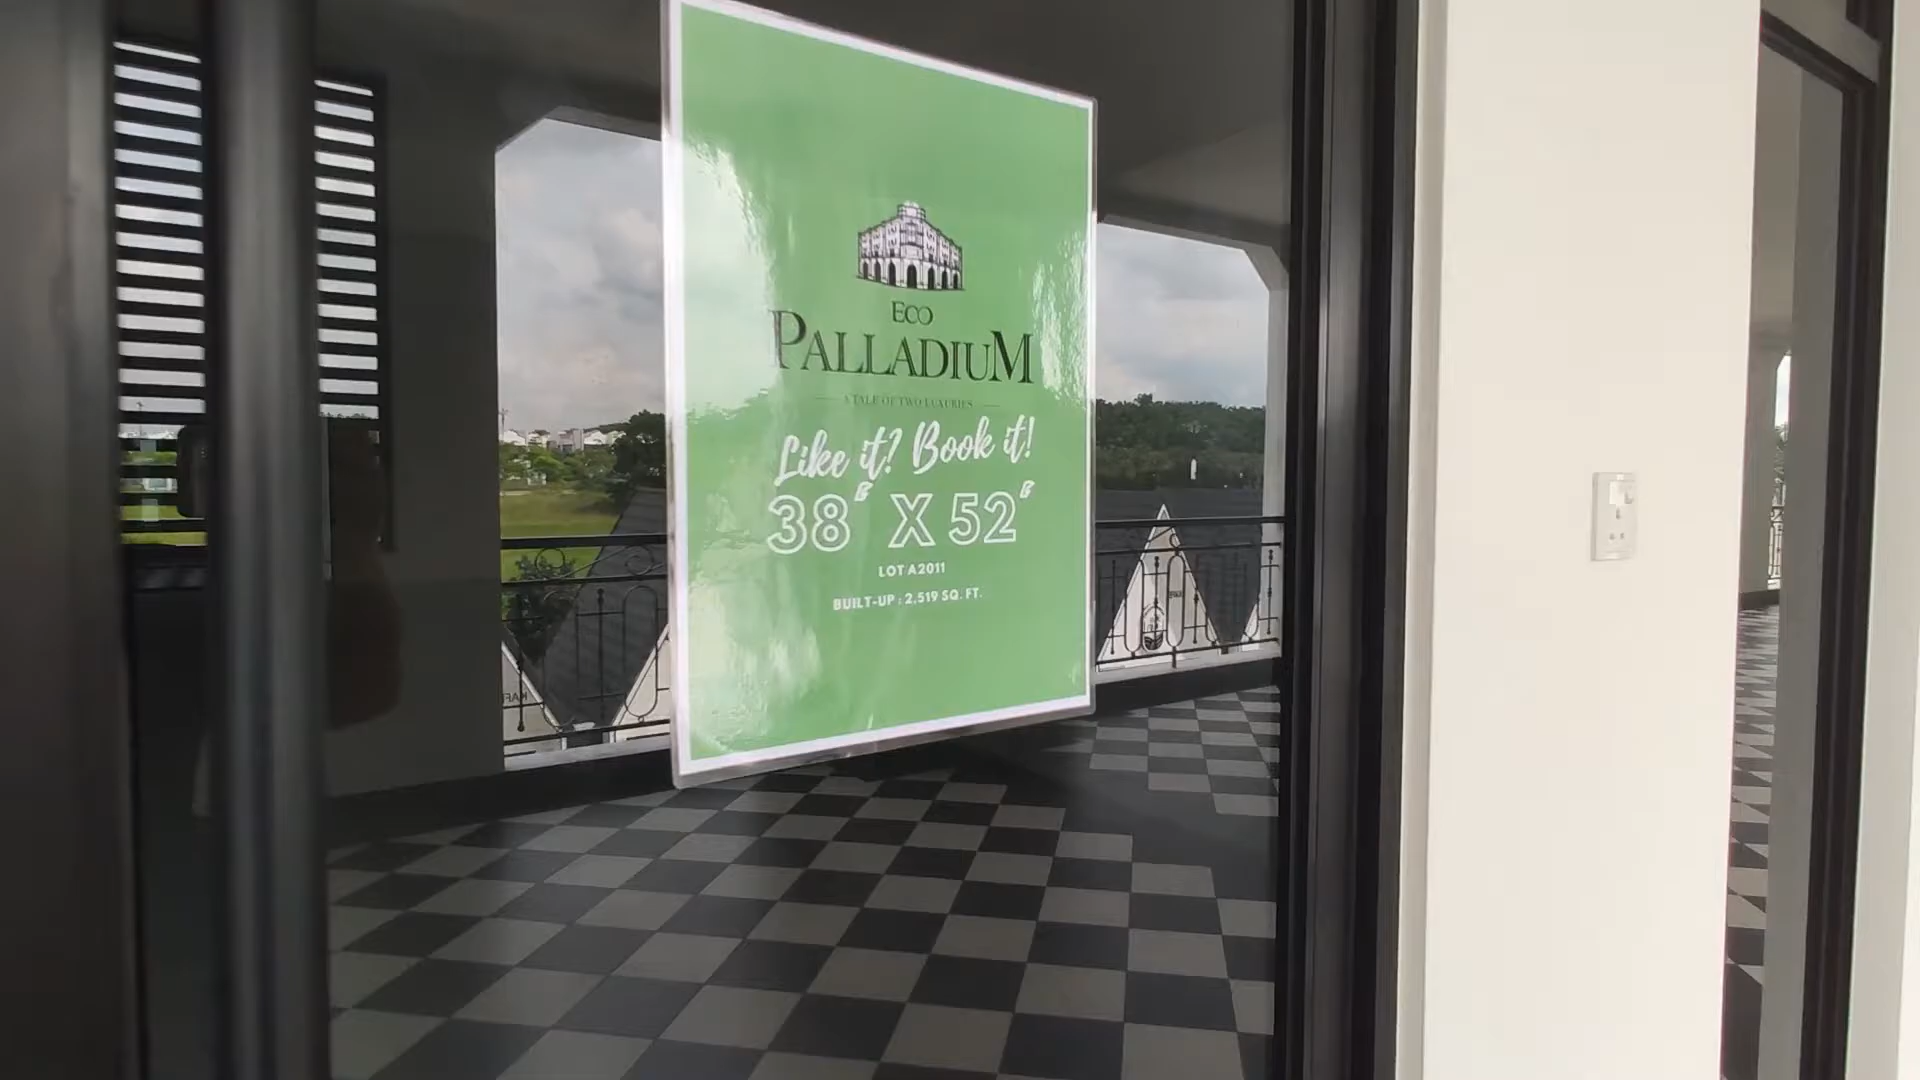 ECO
PALLADIUM
A TALE OF TWO LUXURIES
Like it? Book it!
38' X 52'
LOT A2011
BUILT-UP : 2,519 SQ. FT.